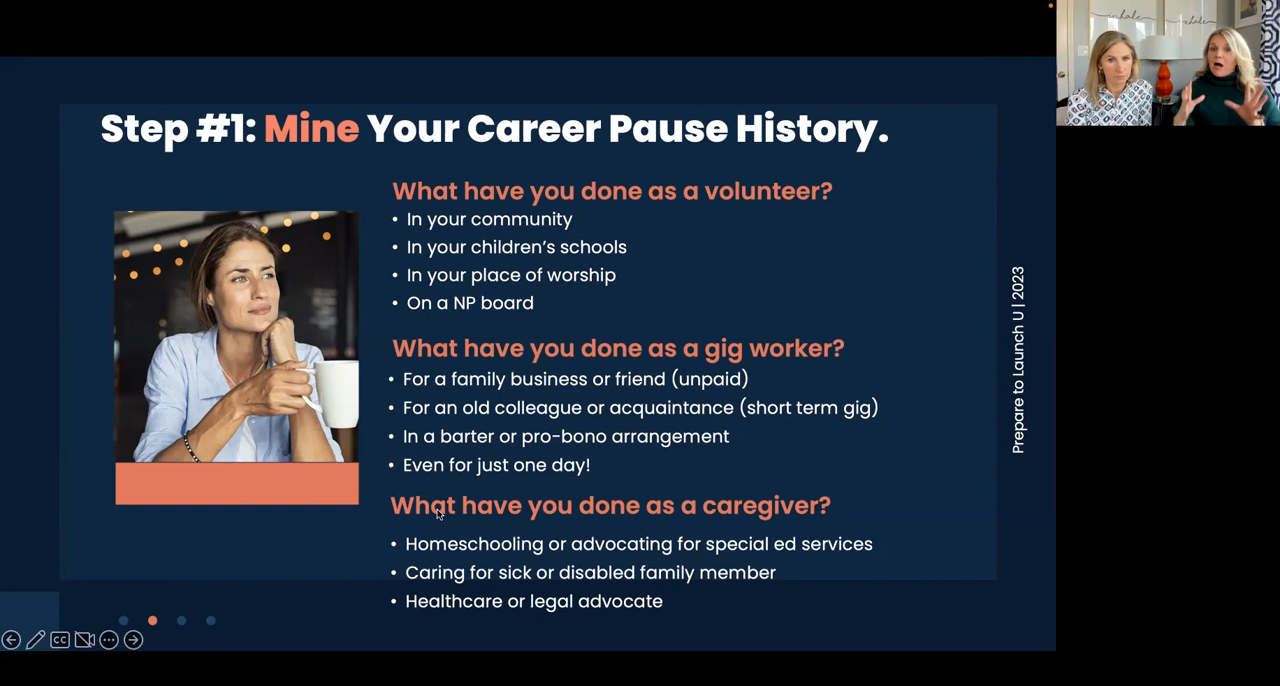 inhale
exhale
Step #1: Mine Your Career Pause History.
What have you done as a volunteer?
• In your community
• In your children’s schools
• In your place of worship
• On a NP board
What have you done as a gig worker?
• For a family business or friend (unpaid)
• For an old colleague or acquaintance (short term gig)
• In a barter or pro-bono arrangement
• Even for just one day!
What have you done as a caregiver?
• Homeschooling or advocating for special ed services
• Caring for sick or disabled family member
• Healthcare or legal advocate
Prepare to Launch U | 2023
CC